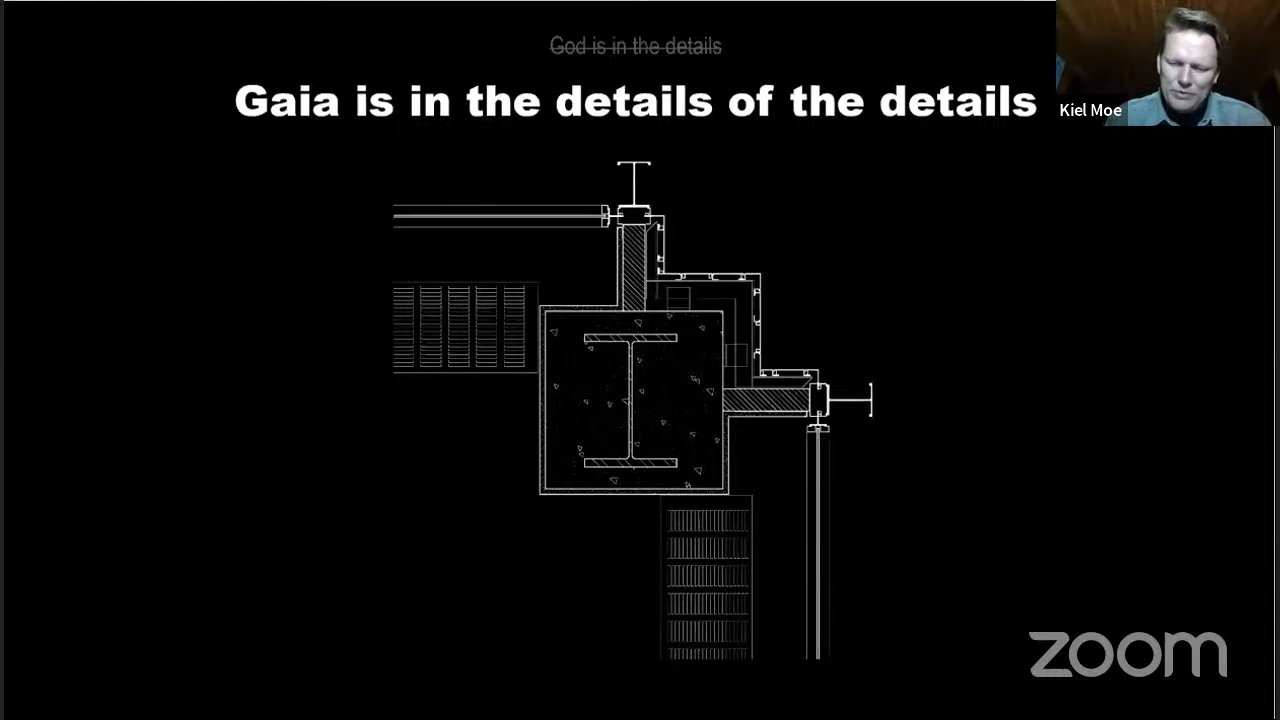 God is in the details
Gaia is in the details of the details
Kiel Moe
zoom